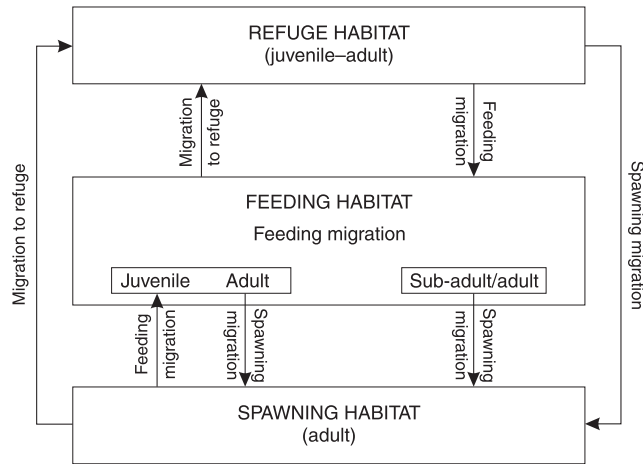 REFUGE HABITAT
(juvenile–adult)
Migration to refuge
Migration
to refuge
Feeding
migration
Spawning migration
FEEDING HABITAT
Feeding migration
Juvenile Adult
Sub-adult/adult
Feeding
migration
Spawning
migration
Spawning
migration
SPAWNING HABITAT
(adult)